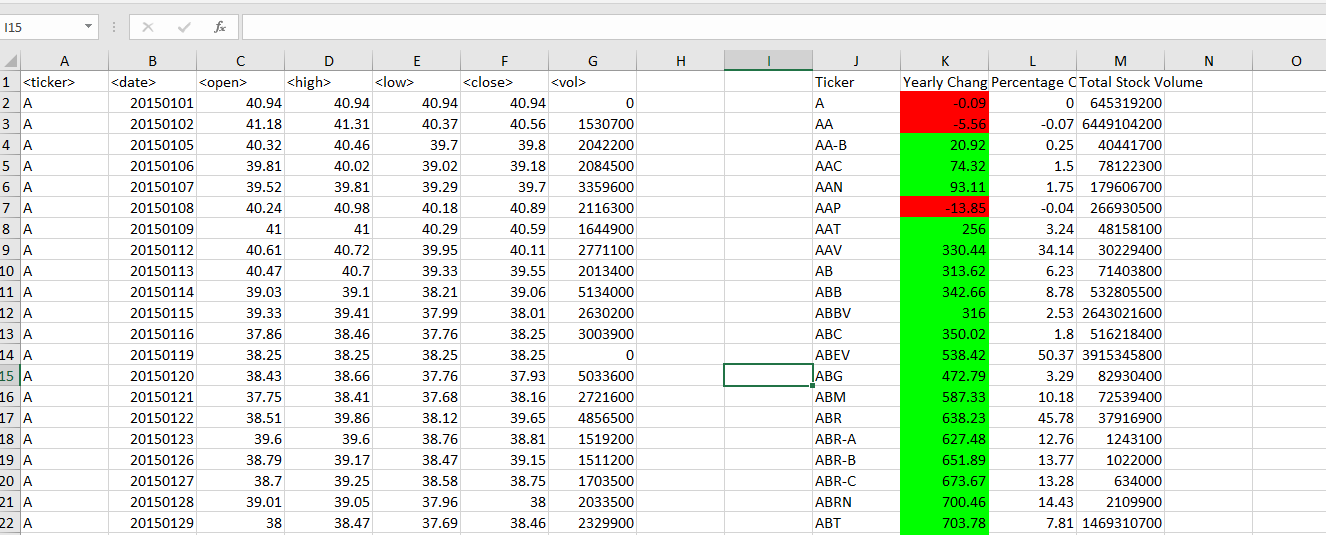 I15 fx
A B C D E F G H I J K L M N O
1 <ticker> <date> <open> <high> <low> <close> <vol> Ticker Yearly Chang Percentage C Total Stock Volume
2 A 20150101 40.94 40.94 40.94 40.94 0 A -0.09 0 645319200
3 A 20150102 41.18 41.31 40.37 40.56 1530700 AA -5.56 -0.07 6449104200
4 A 20150105 40.32 40.46 39.7 39.8 2042200 AA-B 20.92 0.25 40441700
5 A 20150106 39.81 40.02 39.02 39.18 2084500 AAC 74.32 1.5 78122300
6 A 20150107 39.52 39.81 39.29 39.7 3359600 AAN 93.11 1.75 179606700
7 A 20150108 40.24 40.98 40.18 40.89 2116300 AAP -13.85 -0.04 266930500
8 A 20150109 41 41 40.29 40.59 1644900 AAT 256 3.24 48158100
9 A 20150112 40.61 40.72 39.95 40.11 2771100 AAV 330.44 34.14 30229400
10 A 20150113 40.47 40.7 39.33 39.55 2013400 AB 313.62 6.23 71403800
11 A 20150114 39.03 39.1 38.21 39.06 5134000 ABB 342.66 8.78 532805500
12 A 20150115 39.33 39.41 37.99 38.01 2630200 ABBV 316 2.53 2643021600
13 A 20150116 37.86 38.46 37.76 38.25 3003900 ABC 350.02 1.8 516218400
14 A 20150119 38.25 38.25 38.25 38.25 0 ABEV 538.42 50.37 3915345800
15 A 20150120 38.43 38.66 37.76 37.93 5033600 ABG 472.79 3.29 82930400
16 A 20150121 37.75 38.41 37.68 38.16 2721600 ABM 587.33 10.18 72539400
17 A 20150122 38.51 39.86 38.12 39.65 4856500 ABR 638.23 45.78 37916900
18 A 20150123 39.6 39.6 38.76 38.81 1519200 ABR-A 627.48 12.76 1243100
19 A 20150126 38.79 39.17 38.47 39.15 1511200 ABR-B 651.89 13.77 1022000
20 A 20150127 38.7 39.25 38.58 38.75 1703500 ABR-C 673.67 13.28 634000
21 A 20150128 39.01 39.05 37.96 38 2033500 ABRN 700.46 14.43 2109900
22 A 20150129 38 38.47 37.69 38.46 2329900 ABT 703.78 7.81 1469310700